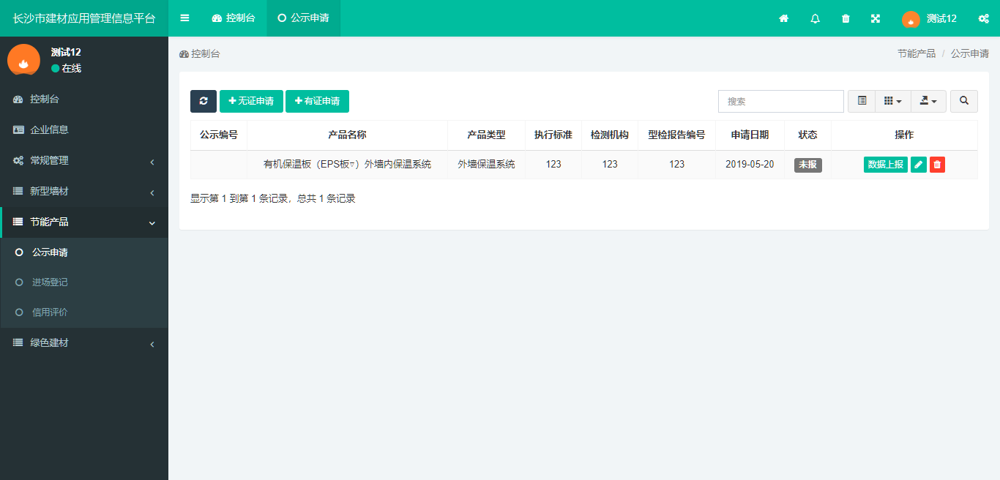 长沙市建材应用管理信息平台 控制台 公示申请 测试12
测试12
在线
控制台
企业信息
常规管理
新型墙材
节能产品
公示申请
进场登记
信用评价
绿色建材
控制台 节能产品 / 公示申请
无证申请 有证申请 搜索
公示编号 产品名称 产品类型 执行标准 检测机构 型检报告编号 申请日期 状态 操作
有机保温板（EPS板▿）外墙内保温系统 外墙保温系统 123 123 123 2019-05-20 未报 数据上报
显示第 1 到第 1 条记录，总共 1 条记录